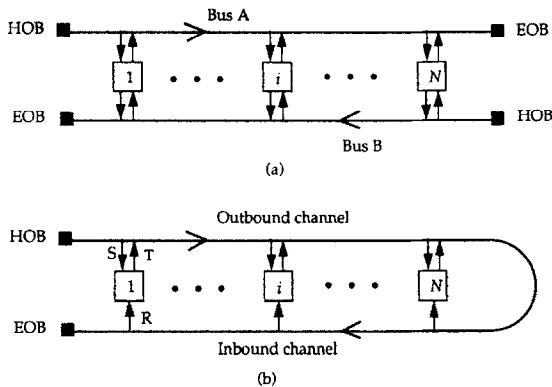 HOB Bus A EOB
1 • • • i • • • N
EOB Bus B HOB
(a)
Outbound channel
HOB
S T
1 • • • i • • • N
R
EOB
Inbound channel
(b)